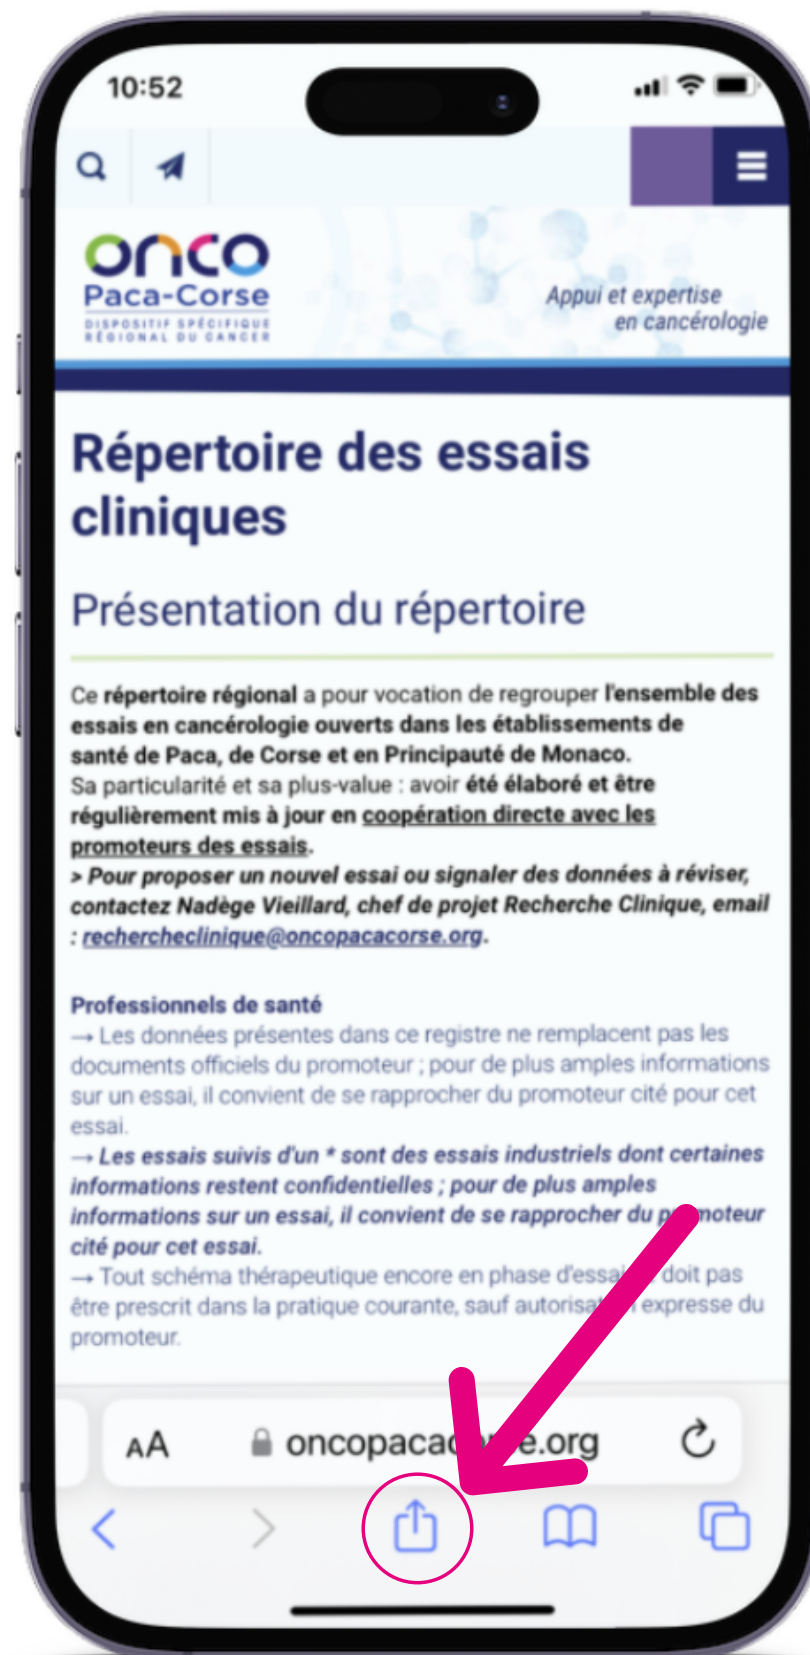 10:52
onco
Paca-Corse
DISPOSITIF SPÉCIFIQUE
RÉGIONAL DU CANCER
Appui et expertise
en cancérologie
Répertoire des essais
cliniques
Présentation du répertoire
Ce répertoire régional a pour vocation de regrouper l'ensemble des
essais en cancérologie ouverts dans les établissements de
santé de Paca, de Corse et en Principauté de Monaco.
Sa particularité et sa plus-value : avoir été élaboré et être
régulièrement mis à jour en coopération directe avec les
promoteurs des essais.
> Pour proposer un nouvel essai ou signaler des données à réviser,
contactez Nadège Vieillard, chef de projet Recherche Clinique, email
: rechercheclinique@oncopacacorse.org.
Professionnels de santé
→ Les données présentes dans ce registre ne remplacent pas les
documents officiels du promoteur ; pour de plus amples informations
sur un essai, il convient de se rapprocher du promoteur cité pour cet
essai.
→ Les essais suivis d'un * sont des essais industriels dont certaines
informations restent confidentielles ; pour de plus amples
informations sur un essai, il convient de se rapprocher du promoteur
cité pour cet essai.
→ Tout schéma thérapeutique encore en phase d'essai doit pas
être prescrit dans la pratique courante, sauf autorisation expresse du
promoteur.
AA oncopacacorse.org